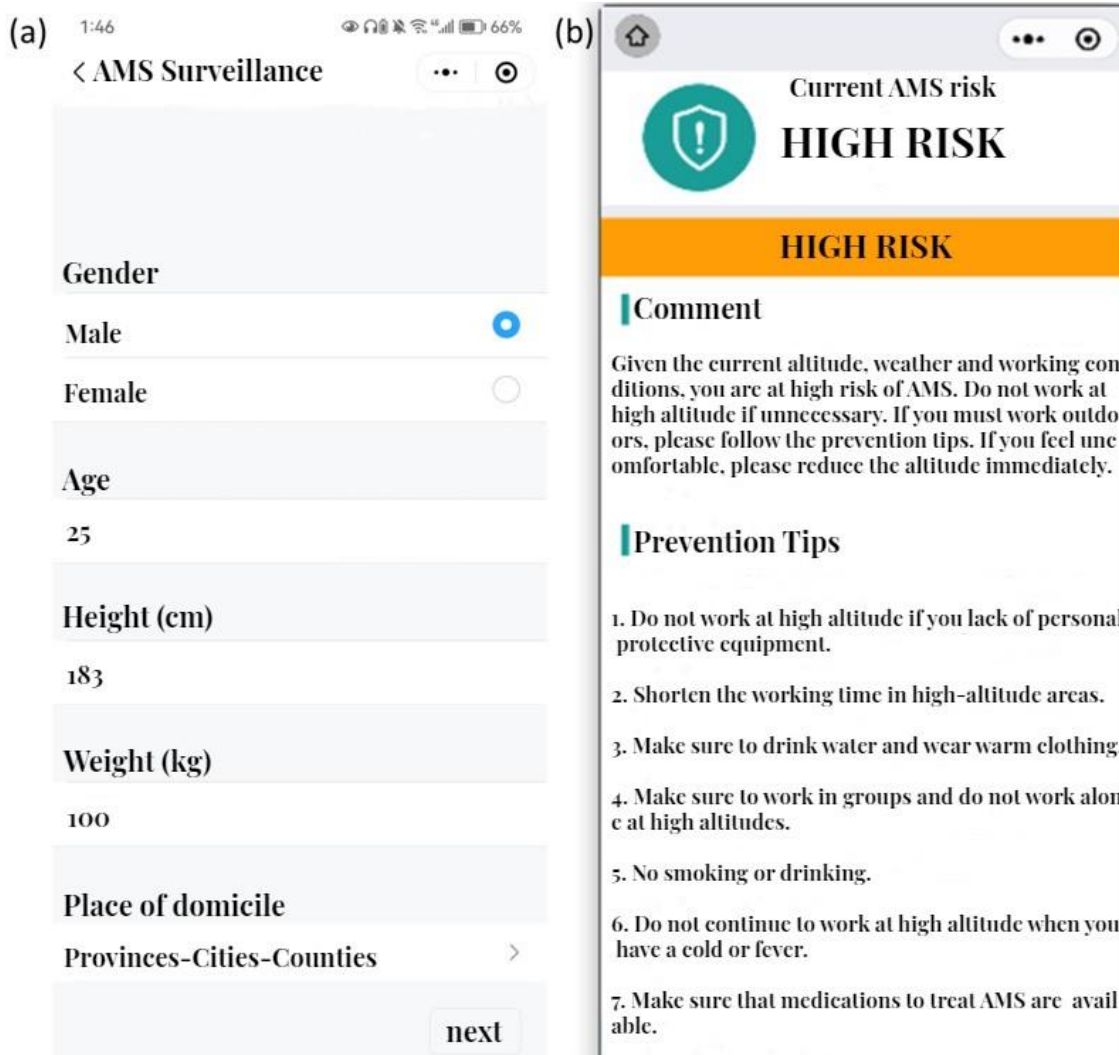 (a)
1:46
66%
< AMS Surveillance
Gender
Male
Female
Age
25
Height (cm)
183
Weight (kg)
100
Place of domicile
Provinces-Cities-Counties
next
(b)
Current AMS risk
HIGH RISK
HIGH RISK
Comment
Given the current altitude, weather and working con
ditions, you are at high risk of AMS. Do not work at
high altitude if unnecessary. If you must work outdo
ors, please follow the prevention tips. If you feel unc
omfortable, please reduce the altitude immediately.
Prevention Tips
1. Do not work at high altitude if you lack of personal
protective equipment.
2. Shorten the working time in high-altitude areas.
3. Make sure to drink water and wear warm clothing
4. Make sure to work in groups and do not work alon
e at high altitudes.
5. No smoking or drinking.
6. Do not continue to work at high altitude when you
have a cold or fever.
7. Make sure that medications to treat AMS are avail
able.